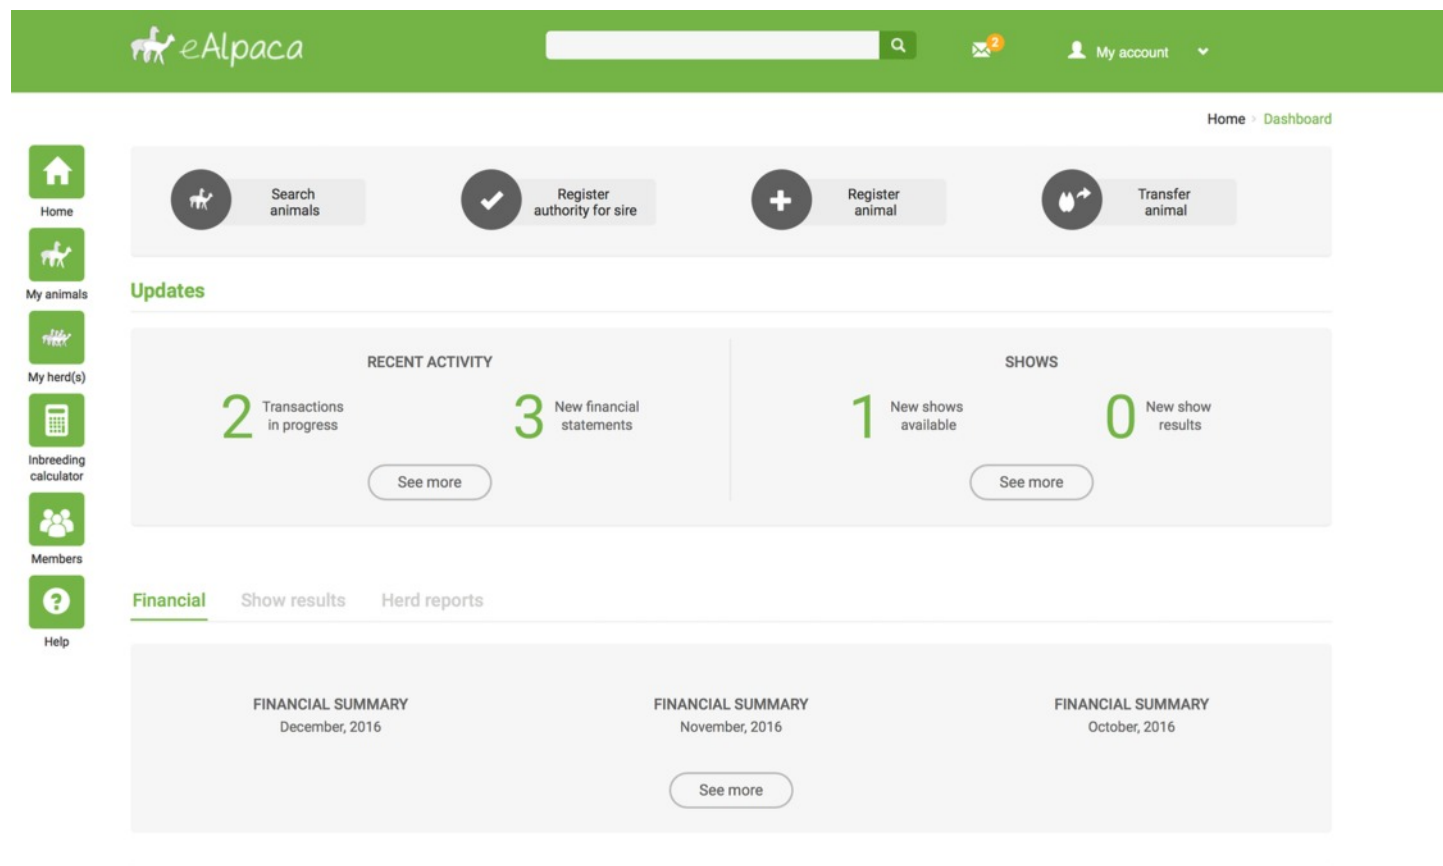 eAlpaca
2
My account
Home › Dashboard
Home
My animals
My herd(s)
Inbreeding
calculator
Members
Help
Search
animals
Register
authority for sire
Register
animal
Transfer
animal
Updates
RECENT ACTIVITY
2 Transactions
in progress
3 New financial
statements
See more
SHOWS
1 New shows
available
0 New show
results
See more
Financial Show results Herd reports
FINANCIAL SUMMARY
December, 2016
FINANCIAL SUMMARY
November, 2016
FINANCIAL SUMMARY
October, 2016
See more